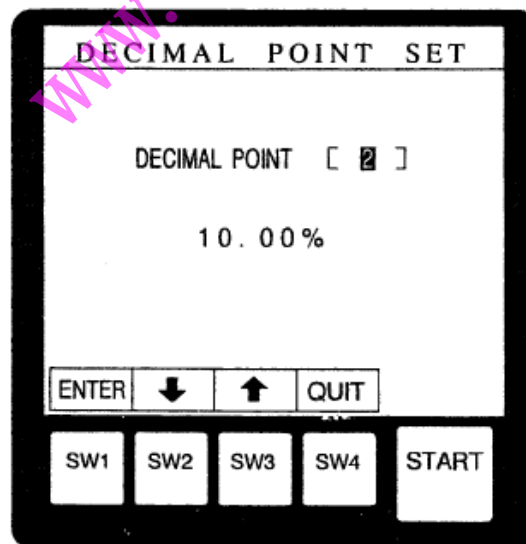 DECIMAL POINT SET
DECIMAL POINT [ 2 ]
10.00%
ENTER ⬇ ⬆ QUIT
SW1 SW2 SW3 SW4 START
www.